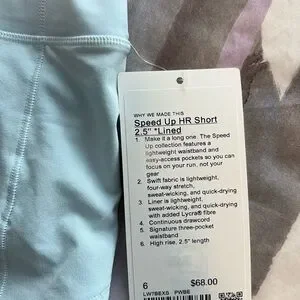 WHY WE MADE THIS
Speed Up HR Short
2.5" *Lined
1. Make it a long one. The Speed
Up collection features a
lightweight waistband and
easy-access pockets so you can
focus on your run, not your
gear
2. Swift fabric is lightweight,
four-way stretch,
sweat-wicking, and quick-drying
3. Liner is lightweight,
sweat-wicking, and quick-drying
with added Lycra® fibre
4. Continuous drawcord
5. Signature three-pocket
waistband
6. High rise, 2.5" length
6 $68.00
LW7BEXS PWBE